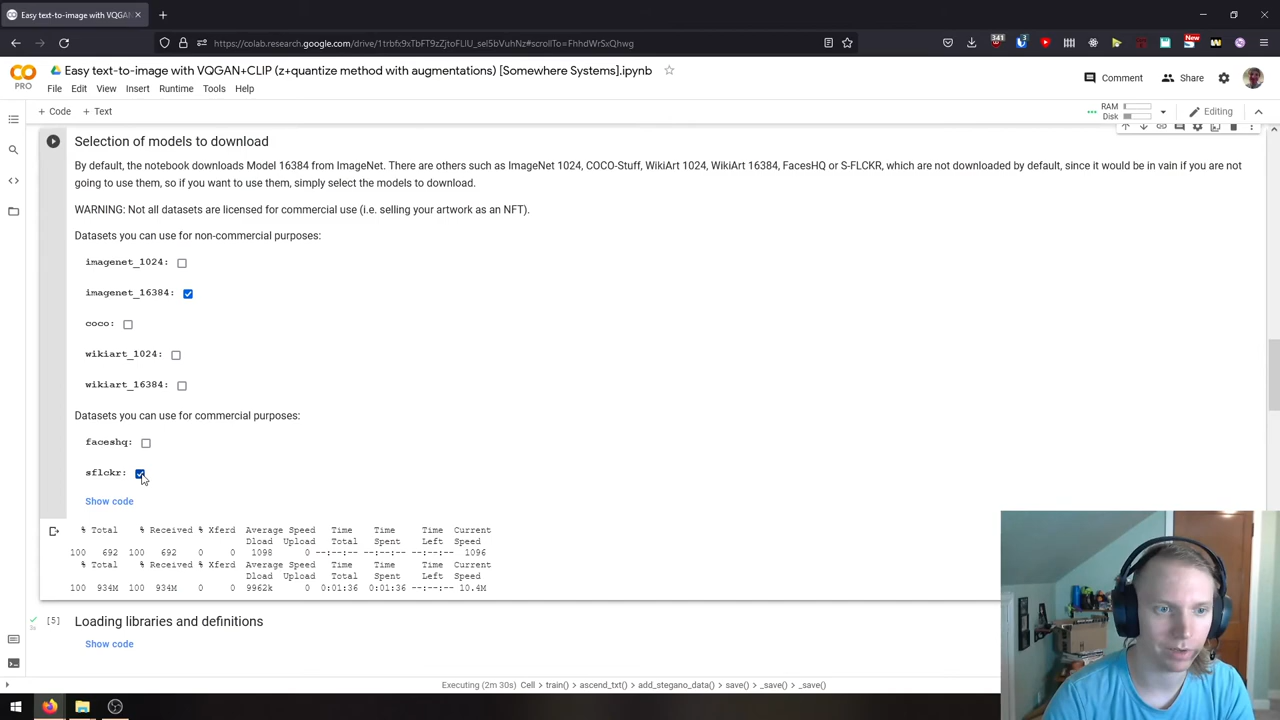 Easy text-to-image with VQGAN
https://colab.research.google.com/drive/1trbfx9xTbFT9zZjtoFLlU_sel5bVuhNz#scrollTo=FhhdWrSxQhwg
341
New
Easy text-to-image with VQGAN+CLIP (z+quantize method with augmentations) [Somewhere Systems].ipynb
PRO
File Edit View Insert Runtime Tools Help
Comment
Share
+ Code + Text
RAM
Disk
Editing
Selection of models to download
By default, the notebook downloads Model 16384 from ImageNet. There are others such as ImageNet 1024, COCO-Stuff, WikiArt 1024, WikiArt 16384, FacesHQ or S-FLCKR, which are not downloaded by default, since it would be in vain if you are not
going to use them, so if you want to use them, simply select the models to download.
WARNING: Not all datasets are licensed for commercial use (i.e. selling your artwork as an NFT).
Datasets you can use for non-commercial purposes:
imagenet_1024:
imagenet_16384:
coco:
wikiart_1024:
wikiart_16384:
Datasets you can use for commercial purposes:
faceshq:
sflckr:
Show code
% Total % Received % Xferd Average Speed Time Time Time Current
Dload Upload Total Spent Left Speed
100 692 100 692 0 0 1098 0 --:--:-- --:--:-- --:--:-- 1096
% Total % Received % Xferd Average Speed Time Time Time Current
Dload Upload Total Spent Left Speed
100 934M 100 934M 0 0 9962k 0 0:01:36 0:01:36 --:--:-- 10.4M
[5] Loading libraries and definitions
Show code
Executing (2m 30s) Cell > train() > ascend_txt() > add_stegano_data() > save() > _save() > _save()